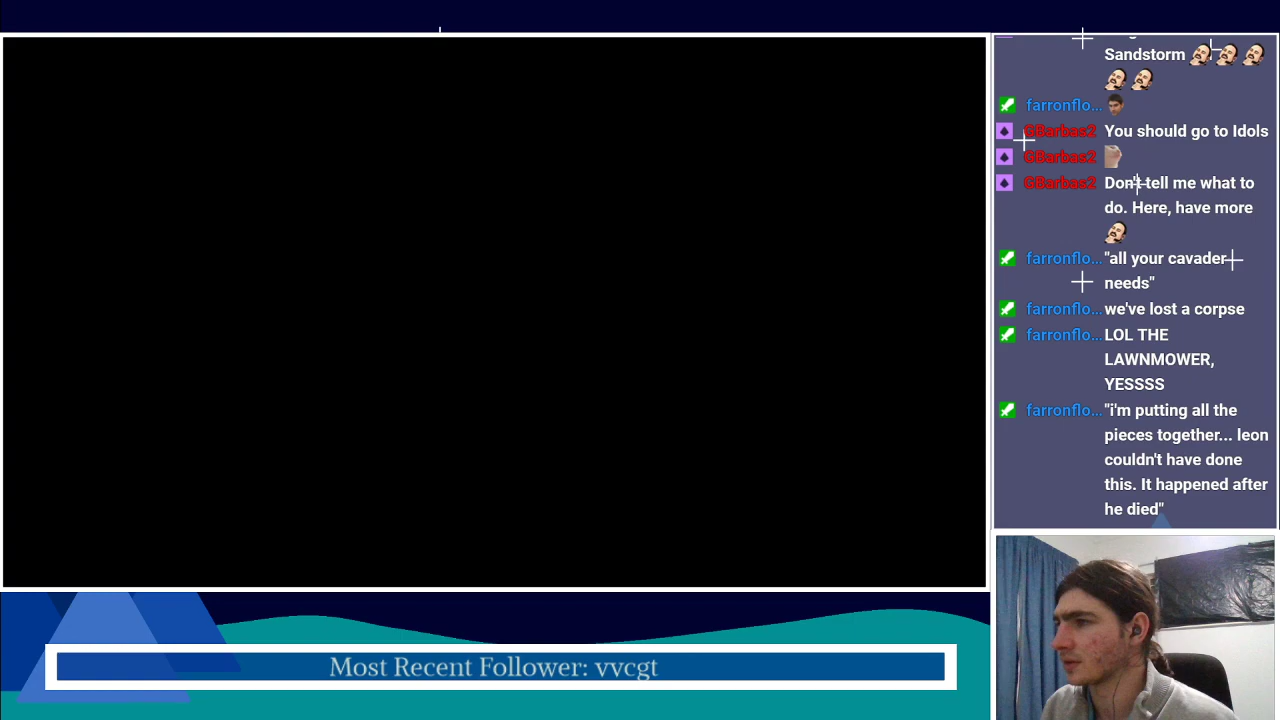 Sandstorm
farronflo...
GBarbas2 You should go to Idols
GBarbas2
GBarbas2 Don't tell me what to
do. Here, have more
farronflo... "all your cavader
needs"
farronflo... we've lost a corpse
farronflo... LOL THE
LAWNMOWER,
YESSSS
farronflo... "i'm putting all the
pieces together... leon
couldn't have done
this. It happened after
he died"
Most Recent Follower: vvcgt